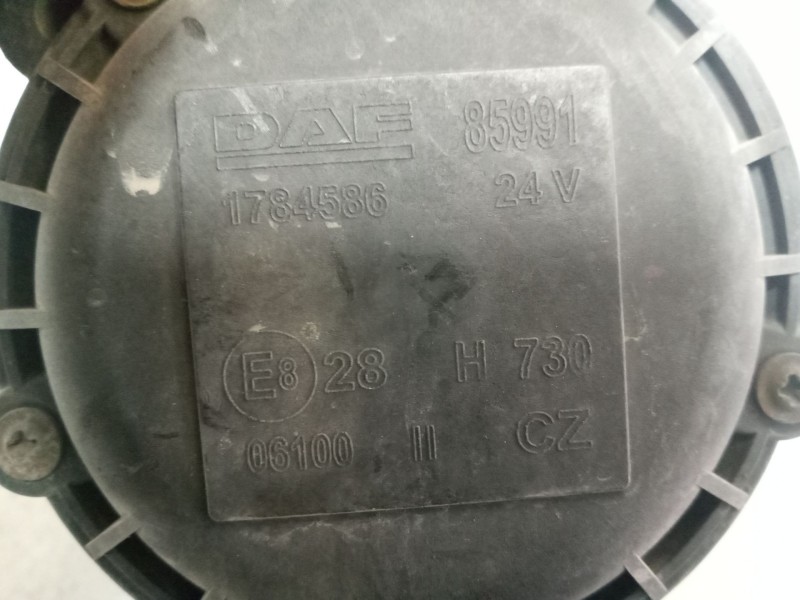 DAF 85991
1784586 24 V
E8 28 H 730
06100 II CZ